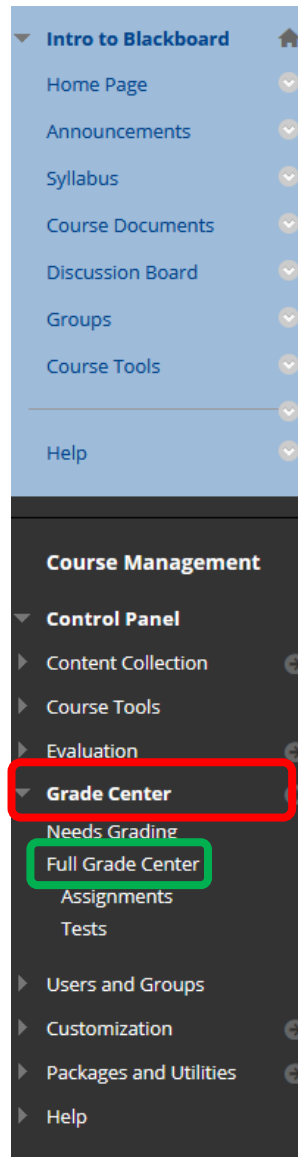 Intro to Blackboard
Home Page
Announcements
Syllabus
Course Documents
Discussion Board
Groups
Course Tools
Help
Course Management
Control Panel
Content Collection
Course Tools
Evaluation
Grade Center
Needs Grading
Full Grade Center
Assignments
Tests
Users and Groups
Customization
Packages and Utilities
Help